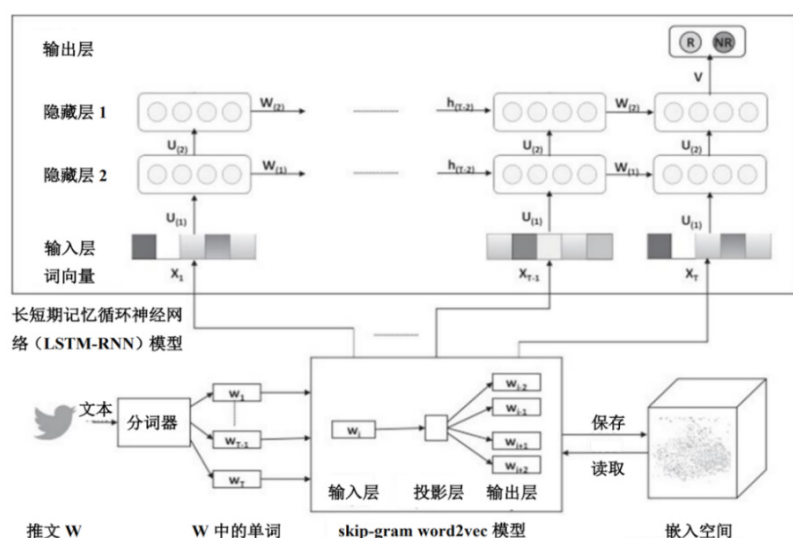 输出层
R NR
V
隐藏层 1
W(2)
h(T-2)
W(2)
U(2)
U(2)
U(2)
隐藏层 2
W(1)
h(T-2)
W(1)
U(1)
U(1)
U(1)
输入层
词向量
X1
XT-1
XT
长短期记忆循环神经网
络（LSTM-RNN）模型
文本
分词器
w1
wT-1
wT
wi
wi-2
wi-1
wi+1
wi+2
保存
读取
输入层
投影层
输出层
推文 W
W 中的单词
skip-gram word2vec 模型
嵌入空间